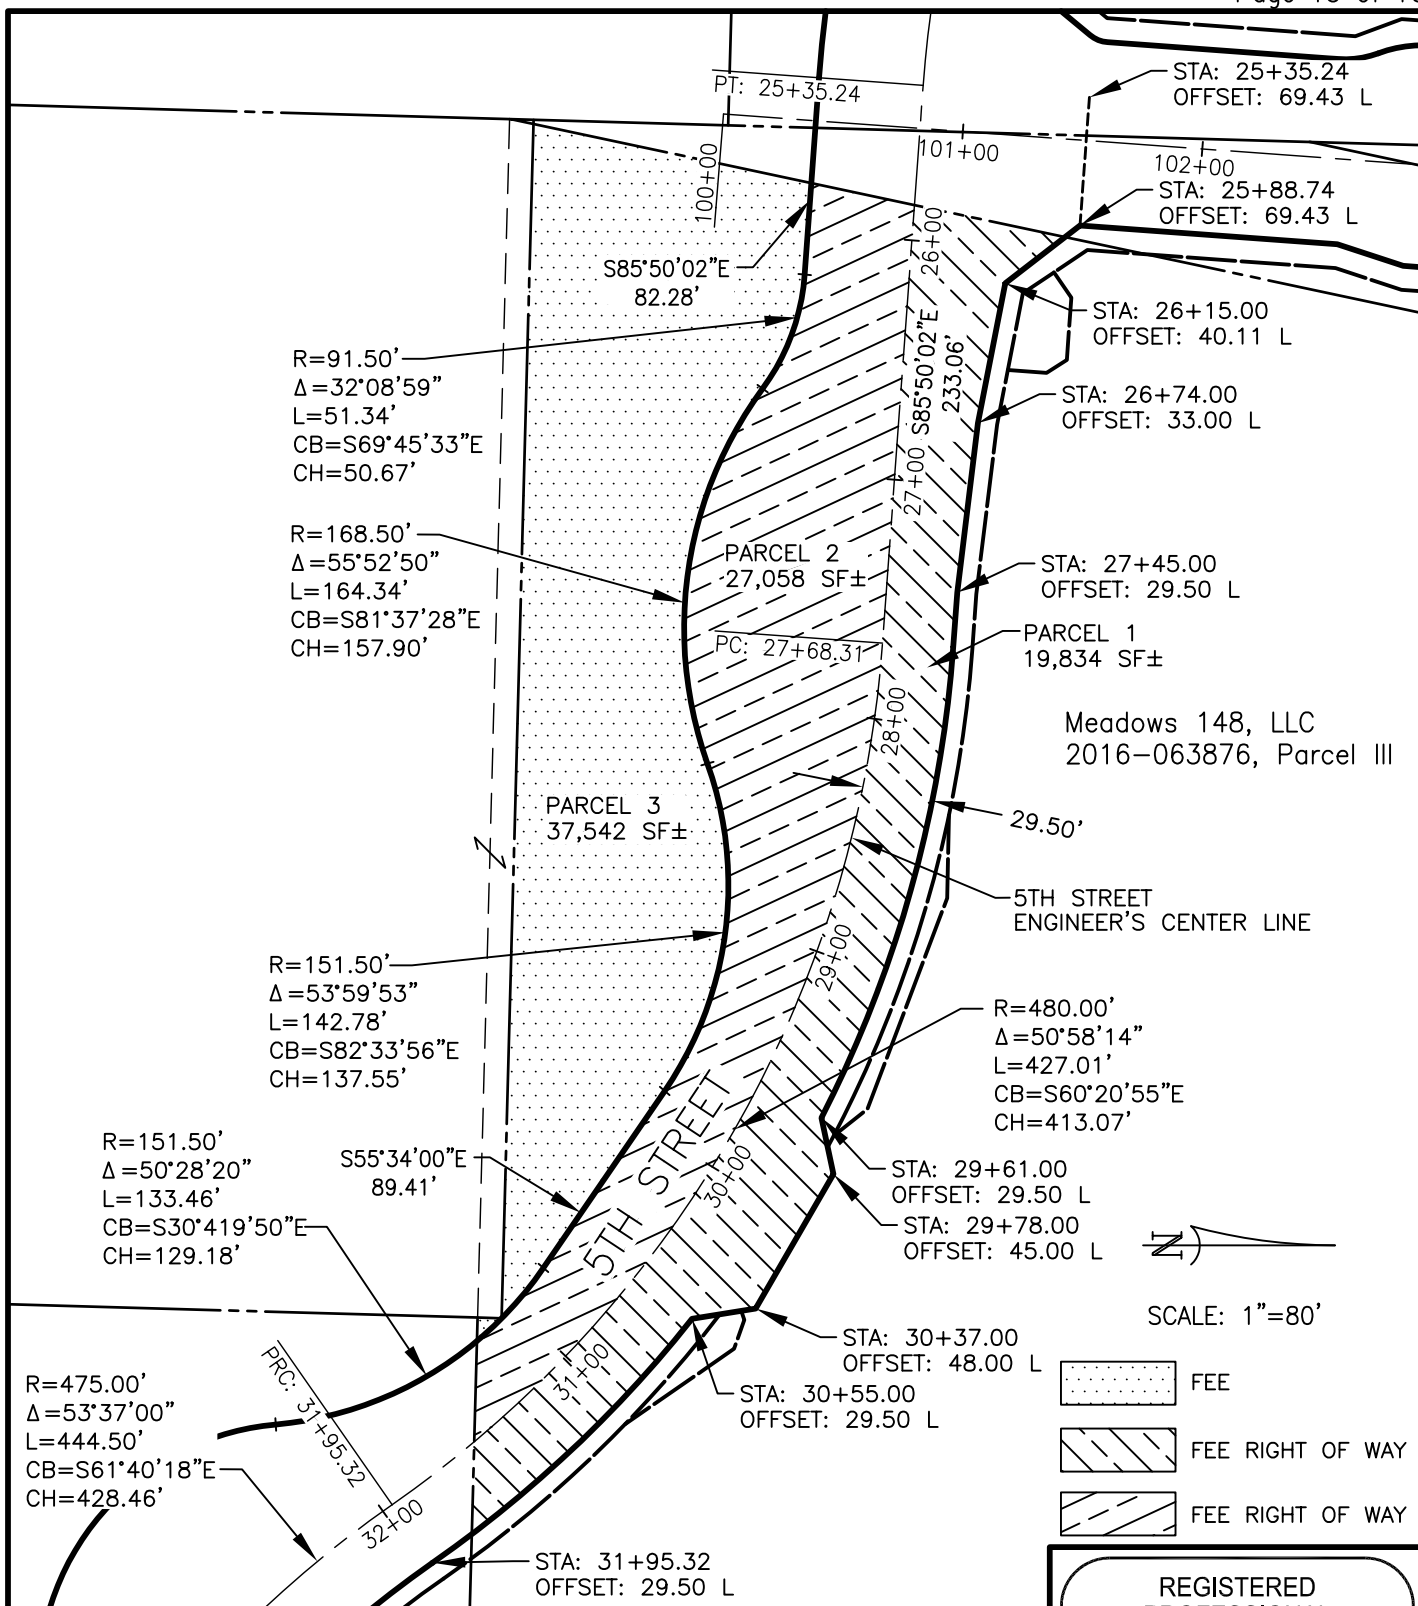 PT: 25+35.24
STA: 25+35.24
OFFSET: 69.43 L
101+00
102+00
100+00
STA: 25+88.74
OFFSET: 69.43 L
26+00
S85°50'02"E
82.28'
STA: 26+15.00
OFFSET: 40.11 L
S85°50'02"E
233.06'
R=91.50'
Δ=32°08'59"
L=51.34'
CB=S69°45'33"E
CH=50.67'
STA: 26+74.00
OFFSET: 33.00 L
27+00
R=168.50'
Δ=55°52'50"
L=164.34'
CB=S81°37'28"E
CH=157.90'
PARCEL 2
27,058 SF±
STA: 27+45.00
OFFSET: 29.50 L
PC: 27+68.31
PARCEL 1
19,834 SF±
28+00
Meadows 148, LLC
2016-063876, Parcel III
PARCEL 3
37,542 SF±
29.50'
5TH STREET
ENGINEER'S CENTER LINE
29+00
R=151.50'
Δ=53°59'53"
L=142.78'
CB=S82°33'56"E
CH=137.55'
R=480.00'
Δ=50°58'14"
L=427.01'
CB=S60°20'55"E
CH=413.07'
5TH STREET
30+00
R=151.50'
Δ=50°28'20"
L=133.46'
CB=S30°419'50"E
CH=129.18'
S55°34'00"E
89.41'
STA: 29+61.00
OFFSET: 29.50 L
STA: 29+78.00
OFFSET: 45.00 L
N
SCALE: 1"=80'
STA: 30+37.00
OFFSET: 48.00 L
31+00
PRC: 31+95.32
STA: 30+55.00
OFFSET: 29.50 L
R=475.00'
Δ=53°37'00"
L=444.50'
CB=S61°40'18"E
CH=428.46'
32+00
FEE
FEE RIGHT OF WAY
FEE RIGHT OF WAY
STA: 31+95.32
OFFSET: 29.50 L
REGISTERED